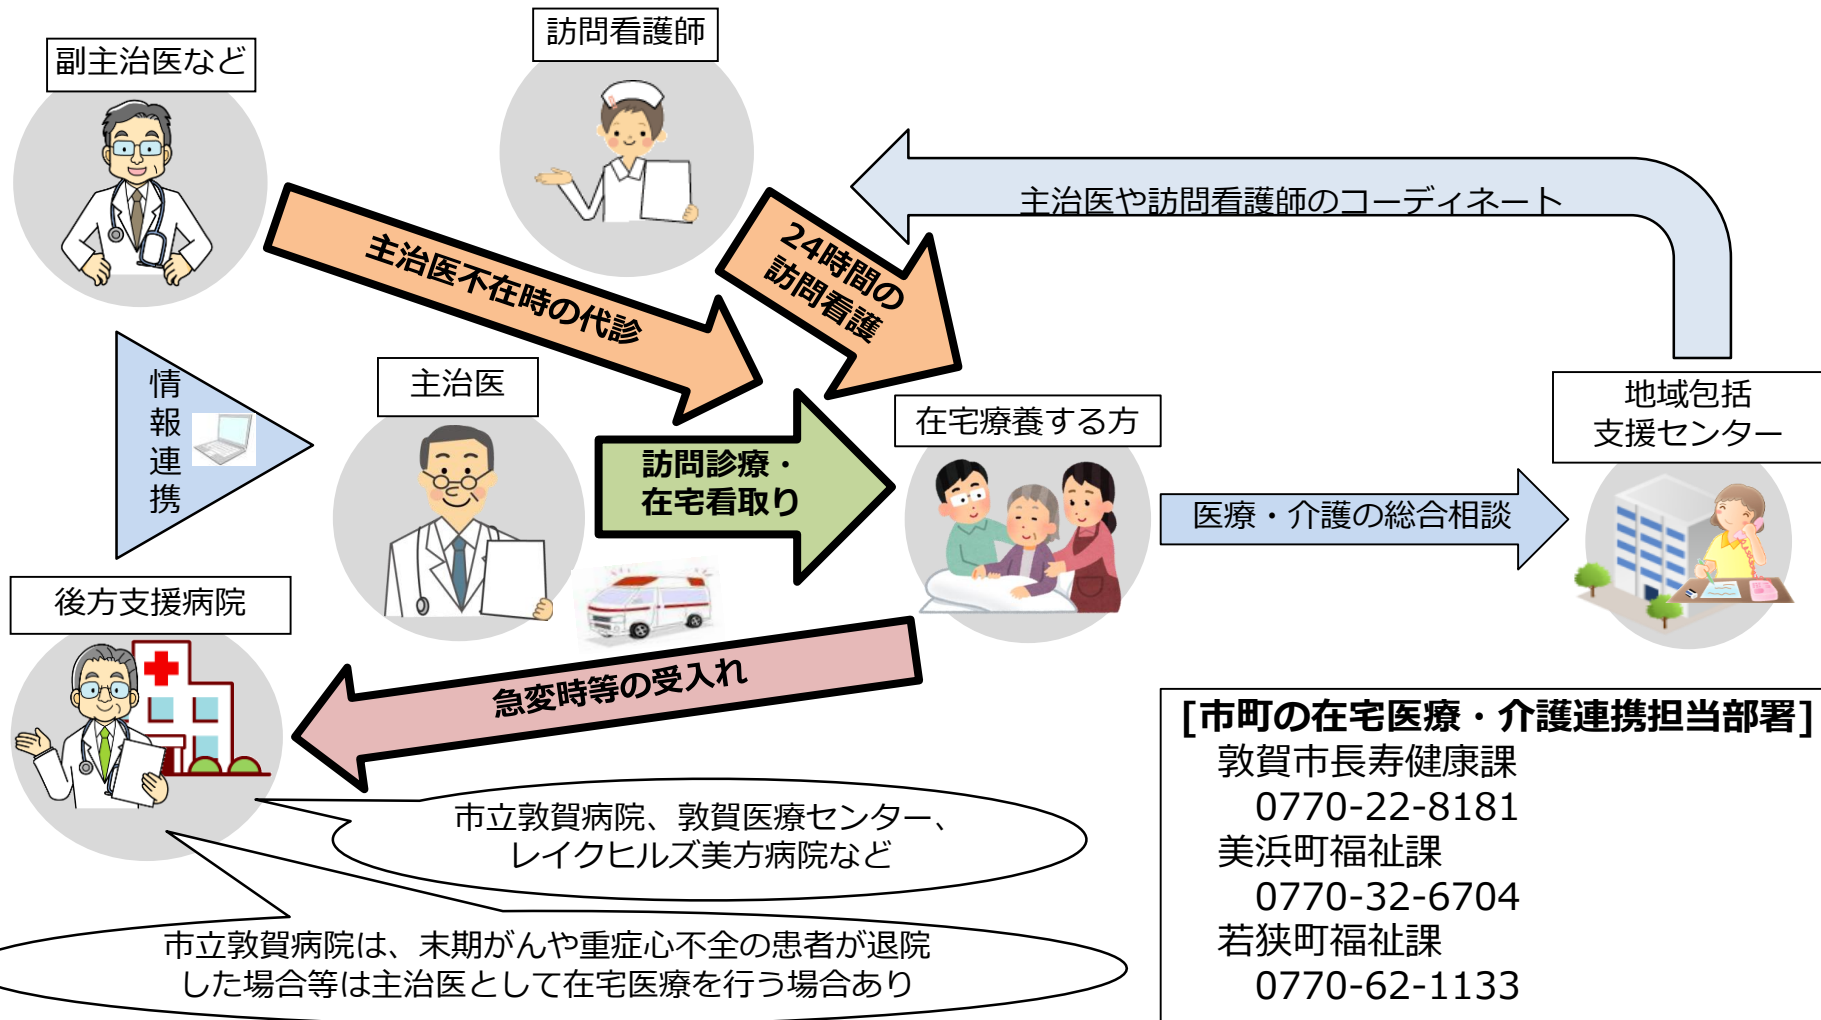 訪問看護師
副主治医など
主治医や訪問看護師のコーディネート
24時間の
訪問看護
主治医不在時の代診
情報連携
主治医
訪問診療・
在宅看取り
在宅療養する方
地域包括
支援センター
医療・介護の総合相談
後方支援病院
急変時等の受入れ
市立敦賀病院、敦賀医療センター、
レイクヒルズ美方病院など
市立敦賀病院は、末期がんや重症心不全の患者が退院
した場合等は主治医として在宅医療を行う場合あり
[市町の在宅医療・介護連携担当部署]
敦賀市長寿健康課
0770-22-8181
美浜町福祉課
0770-32-6704
若狭町福祉課
0770-62-1133